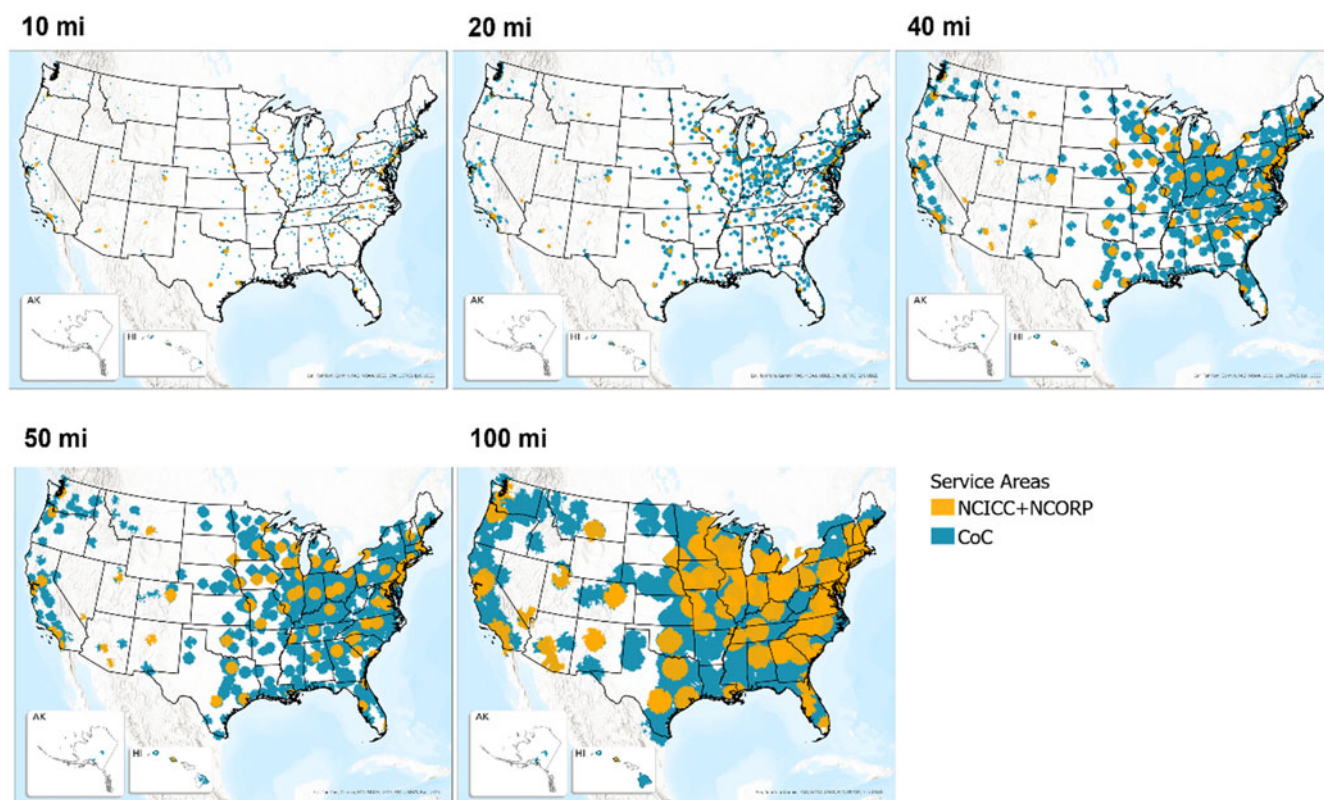 10 mi
20 mi
40 mi
AK
HI
AK
HI
AK
HI
50 mi
100 mi
Service Areas
NCICC+NCORP
CoC
AK
HI
AK
HI